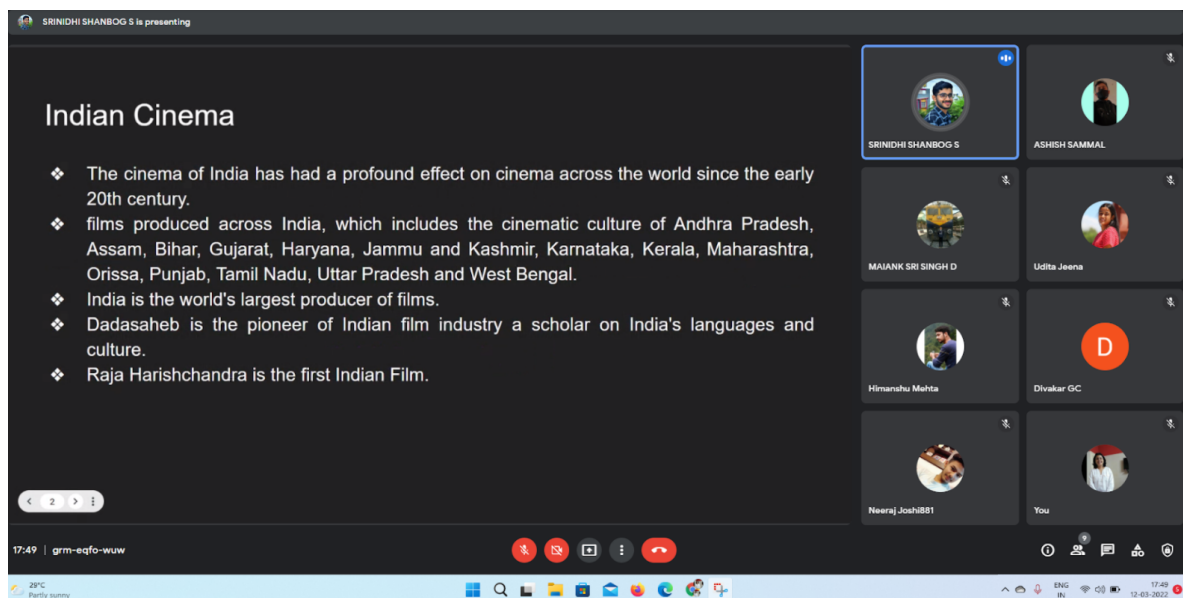 SRINIDHI SHANBOG S is presenting
Indian Cinema
❖ The cinema of India has had a profound effect on cinema across the world since the early
20th century.
❖ films produced across India, which includes the cinematic culture of Andhra Pradesh,
Assam, Bihar, Gujarat, Haryana, Jammu and Kashmir, Karnataka, Kerala, Maharashtra,
Orissa, Punjab, Tamil Nadu, Uttar Pradesh and West Bengal.
❖ India is the world's largest producer of films.
❖ Dadasaheb is the pioneer of Indian film industry a scholar on India's languages and
culture.
❖ Raja Harishchandra is the first Indian Film.
2
SRINIDHI SHANBOG S
ASHISH SAMMAL
MAIANK SRI SINGH D
Udita Jeena
Himanshu Mehta
D
Divakar GC
Neeraj Joshi881
You
17:49 | grm-eqfo-wuw
9
29°C
Partly sunny
ENG
IN
17:49
12-03-2022
5